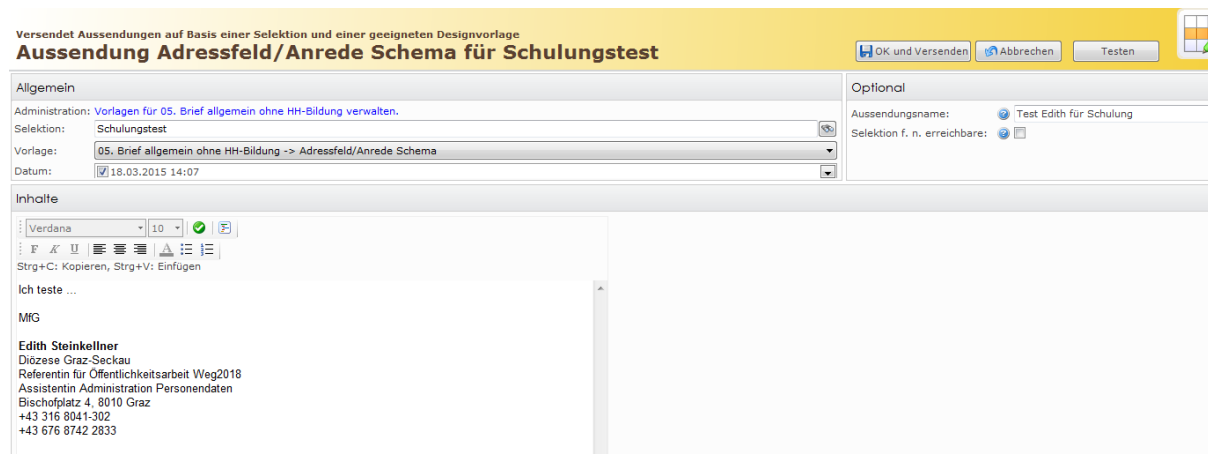 Versendet Aussendungen auf Basis einer Selektion und einer geeigneten Designvorlage
Aussendung Adressfeld/Anrede Schema für Schulungstest
OK und Versenden
Abbrechen
Testen
Allgemein
Administration: Vorlagen für 05. Brief allgemein ohne HH-Bildung verwalten.
Selektion: Schulungstest
Vorlage: 05. Brief allgemein ohne HH-Bildung -> Adressfeld/Anrede Schema
Datum: 18.03.2015 14:07
Optional
Aussendungsname: Test Edith für Schulung
Selektion f. n. erreichbare:
Inhalte
Verdana 10
F K U
Strg+C: Kopieren, Strg+V: Einfügen
Ich teste ...
MfG
Edith Steinkellner
Diözese Graz-Seckau
Referentin für Öffentlichkeitsarbeit Weg2018
Assistentin Administration Personendaten
Bischofplatz 4, 8010 Graz
+43 316 8041-302
+43 676 8742 2833